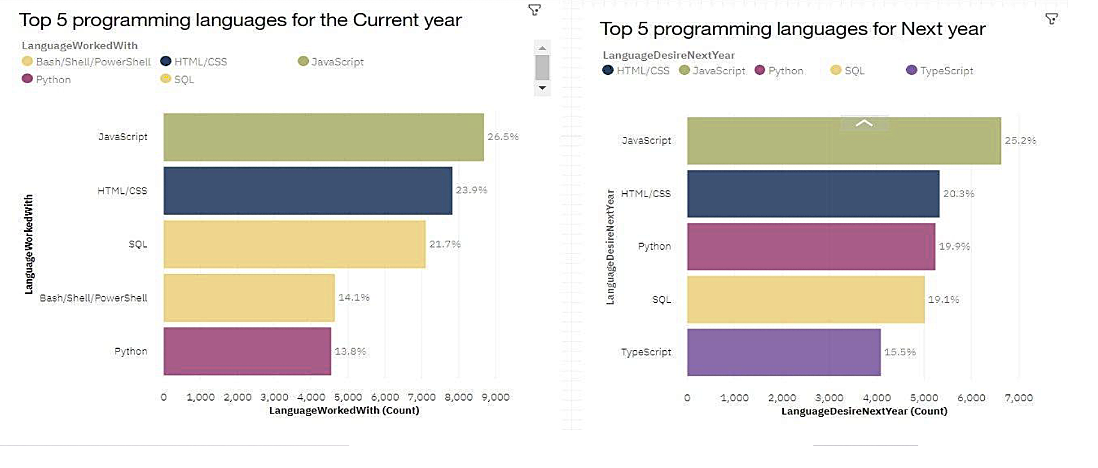 Top 5 programming languages for the Current year
LanguageWorkedWith
Bash/Shell/PowerShell HTML/CSS JavaScript
Python SQL
LanguageWorkedWith
JavaScript 26.5%
HTML/CSS 23.9%
SQL 21.7%
Bash/Shell/PowerShell 14.1%
Python 13.8%
0 1,000 2,000 3,000 4,000 5,000 6,000 7,000 8,000 9,000
LanguageWorkedWith (Count)
Top 5 programming languages for Next year
LanguageDesireNextYear
HTML/CSS JavaScript Python SQL TypeScript
LanguageDesireNextYear
JavaScript 25.2%
HTML/CSS 20.3%
Python 19.9%
SQL 19.1%
TypeScript 15.5%
0 1,000 2,000 3,000 4,000 5,000 6,000 7,000
LanguageDesireNextYear (Count)